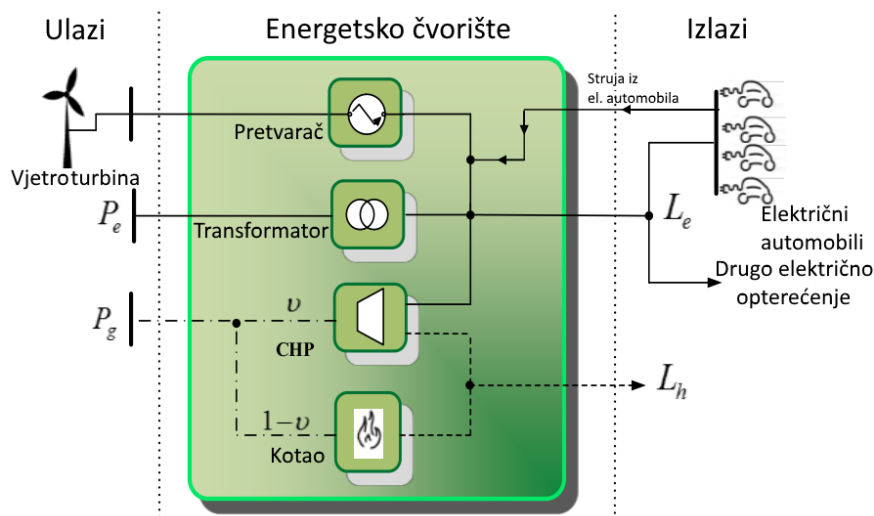 Ulazi
Energetsko čvorište
Izlazi
Struja iz
el. automobila
Pretvarač
Vjetroturbina
P_e
Transformator
L_e
Električni
automobili
Drugo električno
opterećenje
P_g
υ
CHP
L_h
1−υ
Kotao